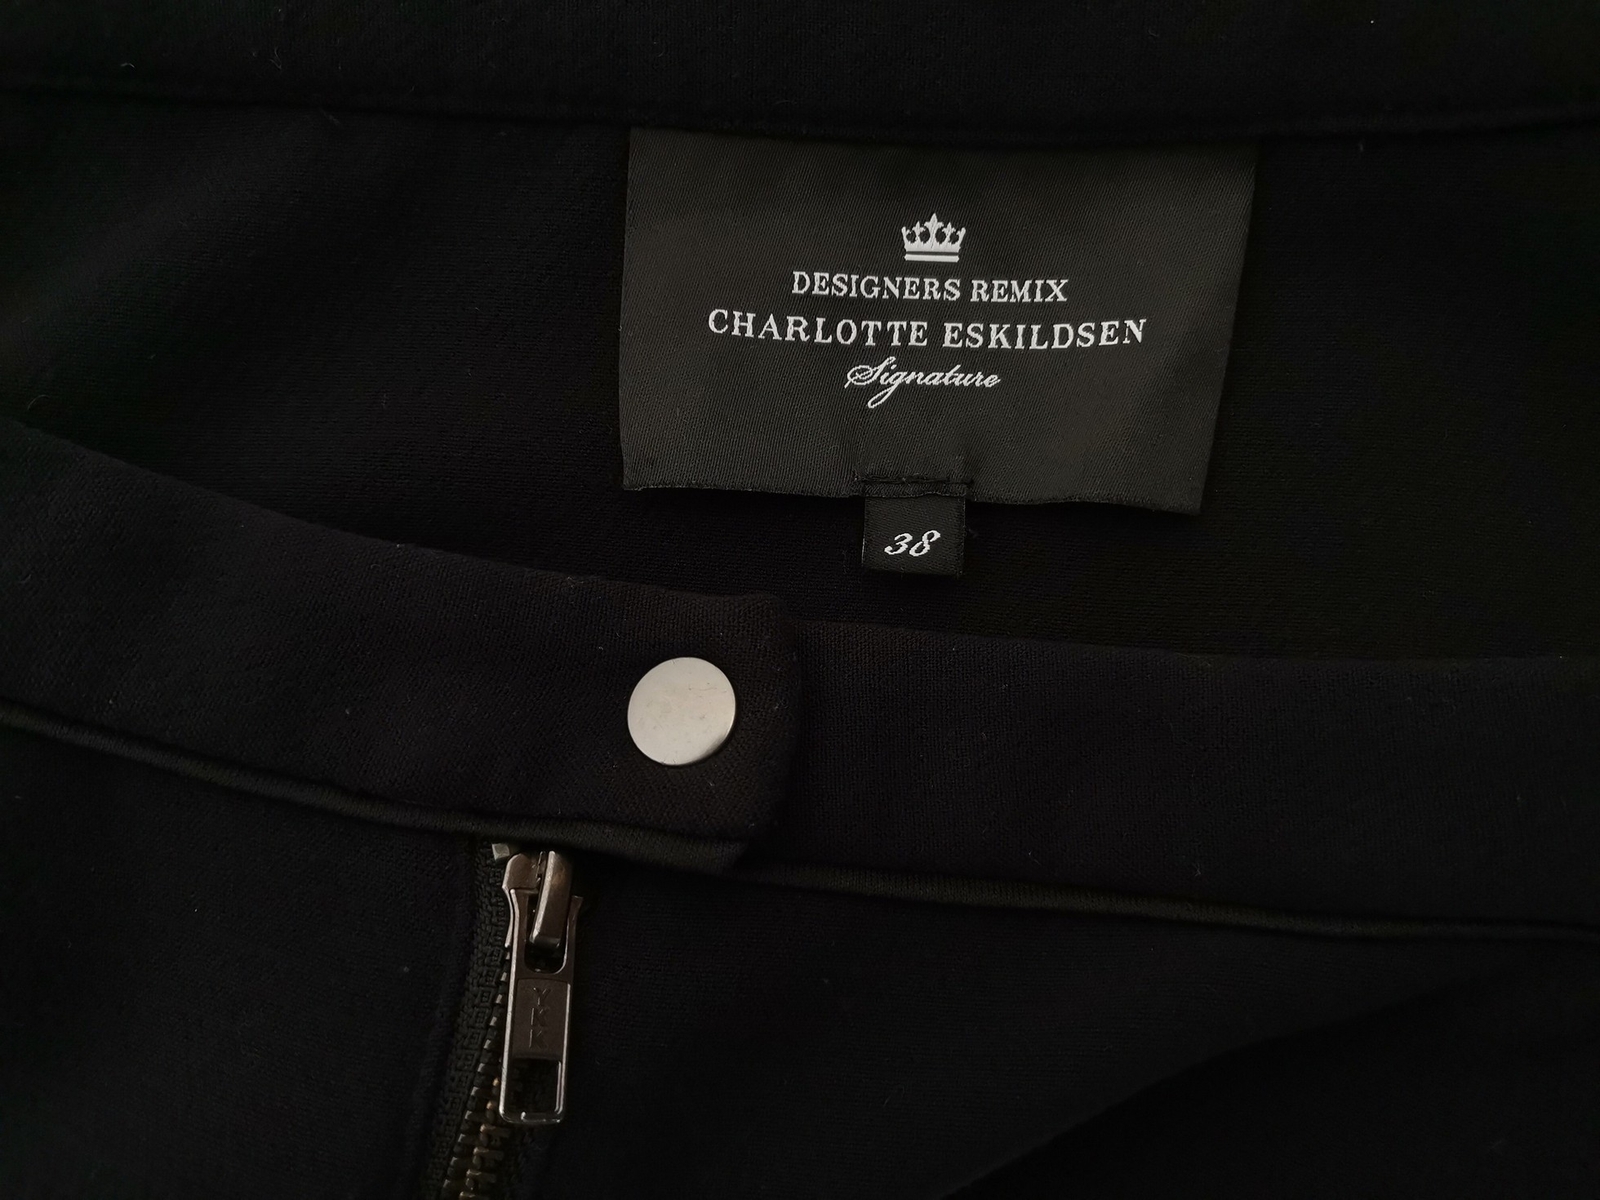 DESIGNERS REMIX
CHARLOTTE ESKILDSEN
Signature
38
YKK